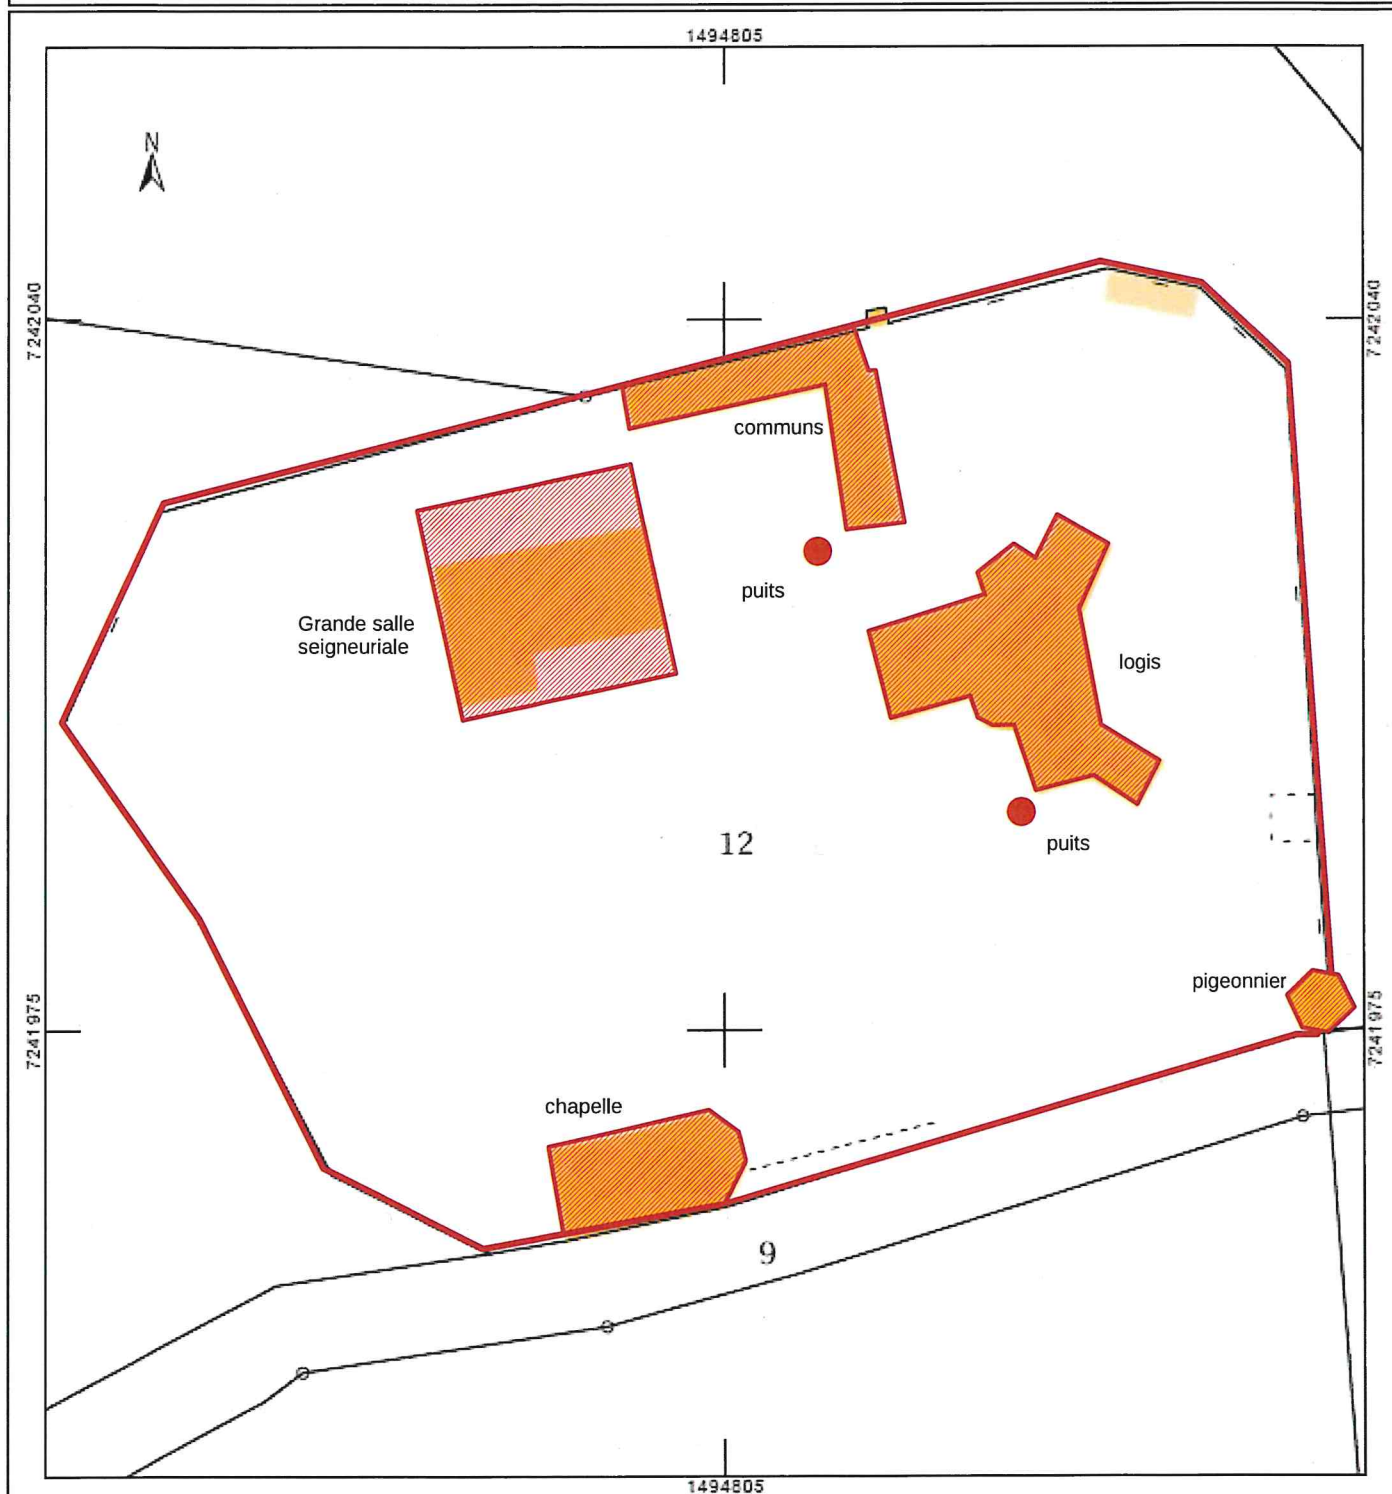 1494805
N
7242040
7242040
communs
puits
Grande salle
seigneuriale
logis
12
puits
pigeonnier
7241975
7241975
chapelle
9
1494805